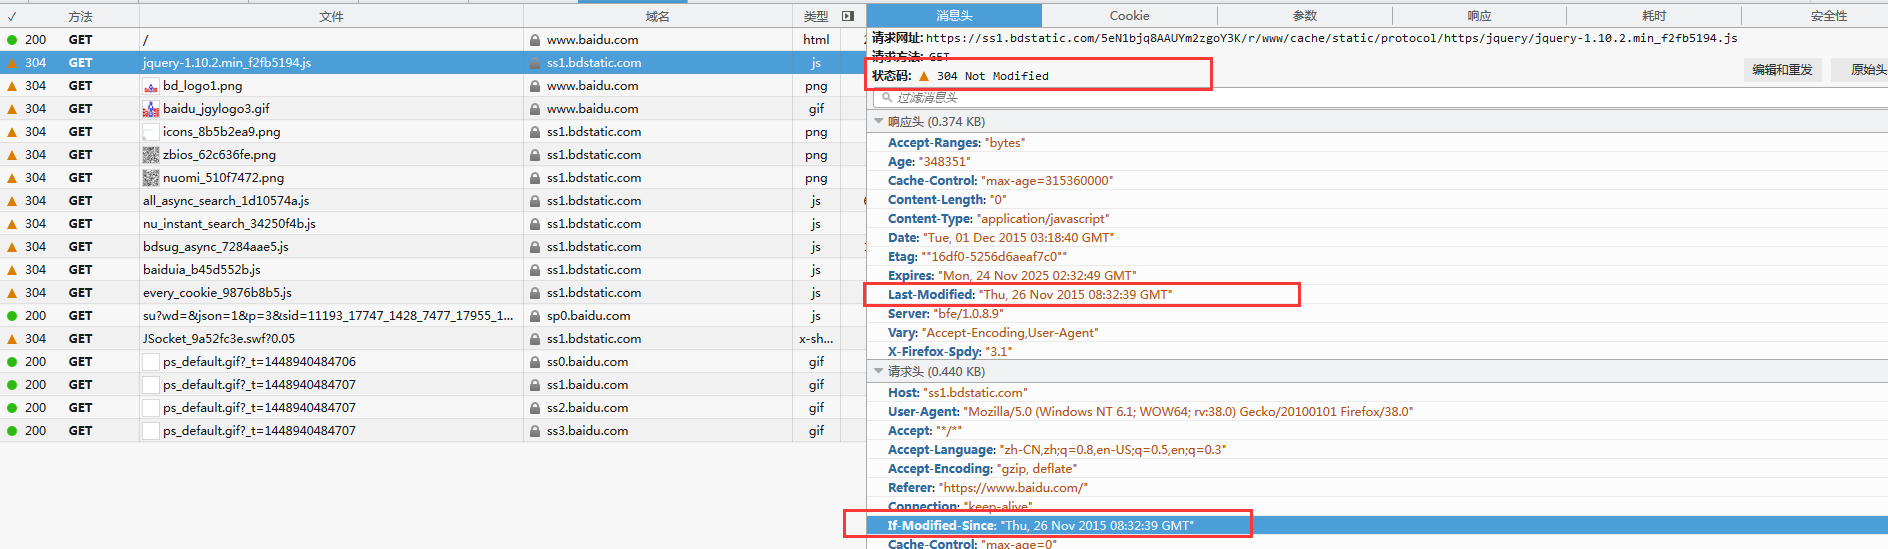 ✓ 方法 文件 域名 类型
200 GET / www.baidu.com html 2
304 GET jquery-1.10.2.min_f2fb5194.js ss1.bdstatic.com js
304 GET bd_logo1.png www.baidu.com png
304 GET baidu_jgylogo3.gif www.baidu.com gif
304 GET icons_8b5b2ea9.png ss1.bdstatic.com png
304 GET zbios_62c636fe.png ss1.bdstatic.com png
304 GET nuomi_510f7472.png ss1.bdstatic.com png
304 GET all_async_search_1d10574a.js ss1.bdstatic.com js 6
304 GET nu_instant_search_34250f4b.js ss1.bdstatic.com js
304 GET bdsug_async_7284aae5.js ss1.bdstatic.com js 1
304 GET baiduia_b45d552b.js ss1.bdstatic.com js
304 GET every_cookie_9876b8b5.js ss1.bdstatic.com js
200 GET su?wd=&json=1&p=3&sid=11193_17747_1428_7477_17955_1... sp0.baidu.com js
304 GET JSocket_9a52fc3e.swf?0.05 ss1.bdstatic.com x-sh...
200 GET ps_default.gif?_t=1448940484706 ss0.baidu.com gif
200 GET ps_default.gif?_t=1448940484707 ss1.baidu.com gif
200 GET ps_default.gif?_t=1448940484707 ss2.baidu.com gif
200 GET ps_default.gif?_t=1448940484707 ss3.baidu.com gif
消息头 Cookie 参数 响应 耗时 安全性
请求网址: https://ss1.bdstatic.com/5eN1bjq8AAUYm2zgoY3K/r/www/cache/static/protocol/https/jquery/jquery-1.10.2.min_f2fb5194.js
请求方法: GET
状态码: 304 Not Modified
编辑和重发 原始头
过滤消息头
响应头 (0.374 KB)
Accept-Ranges: "bytes"
Age: "348351"
Cache-Control: "max-age=315360000"
Content-Length: "0"
Content-Type: "application/javascript"
Date: "Tue, 01 Dec 2015 03:18:40 GMT"
Etag: ""16df0-5256d6aeaf7c0""
Expires: "Mon, 24 Nov 2025 02:32:49 GMT"
Last-Modified: "Thu, 26 Nov 2015 08:32:39 GMT"
Server: "bfe/1.0.8.9"
Vary: "Accept-Encoding,User-Agent"
X-Firefox-Spdy: "3.1"
请求头 (0.440 KB)
Host: "ss1.bdstatic.com"
User-Agent: "Mozilla/5.0 (Windows NT 6.1; WOW64; rv:38.0) Gecko/20100101 Firefox/38.0"
Accept: "*/*"
Accept-Language: "zh-CN,zh;q=0.8,en-US;q=0.5,en;q=0.3"
Accept-Encoding: "gzip, deflate"
Referer: "https://www.baidu.com/"
Connection: "keep-alive"
If-Modified-Since: "Thu, 26 Nov 2015 08:32:39 GMT"
Cache-Control: "max-age=0"